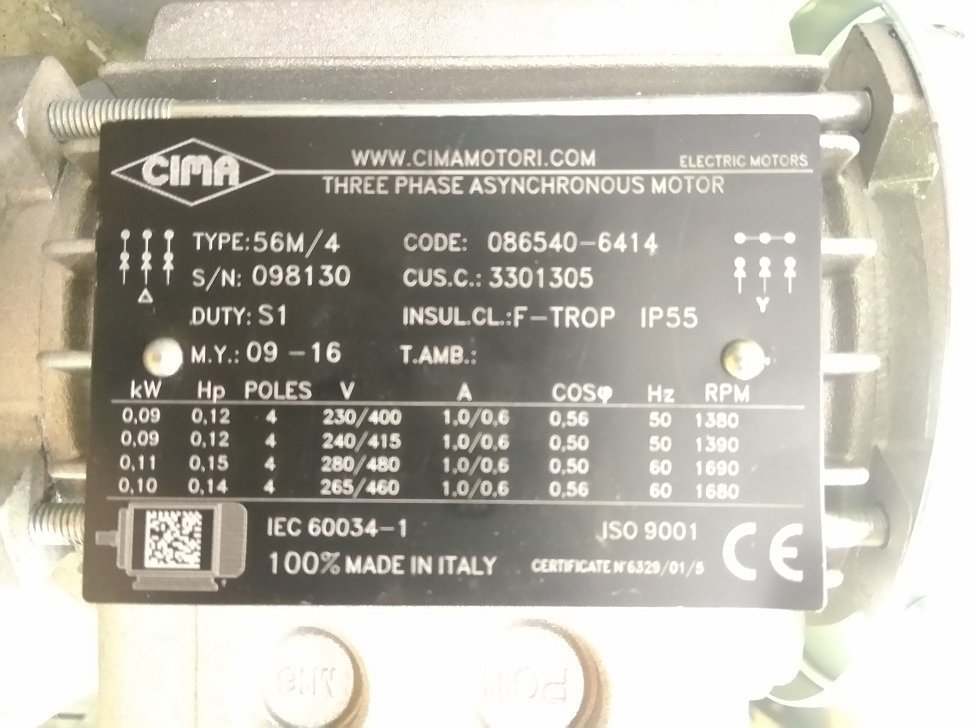 CIMA
WWW.CIMAMOTORI.COM
ELECTRIC MOTORS
THREE PHASE ASYNCHRONOUS MOTOR
TYPE: 56M/4 CODE: 086540-6414
S/N: 098130 CUS.C.: 3301305
DUTY: S1 INSUL.CL.: F-TROP IP55
M.Y.: 09 -16 T.AMB.:
Δ
Y
kW Hp POLES V A COSφ Hz RPM
0,09 0,12 4 230/400 1,0/0,6 0,56 50 1380
0,09 0,12 4 240/415 1,0/0,6 0,50 50 1390
0,11 0,15 4 280/480 1,0/0,6 0,50 60 1690
0,10 0,14 4 265/460 1,0/0,6 0,56 60 1680
IEC 60034-1 ISO 9001 CE
100% MADE IN ITALY CERTIFICATE N°6329/01/S